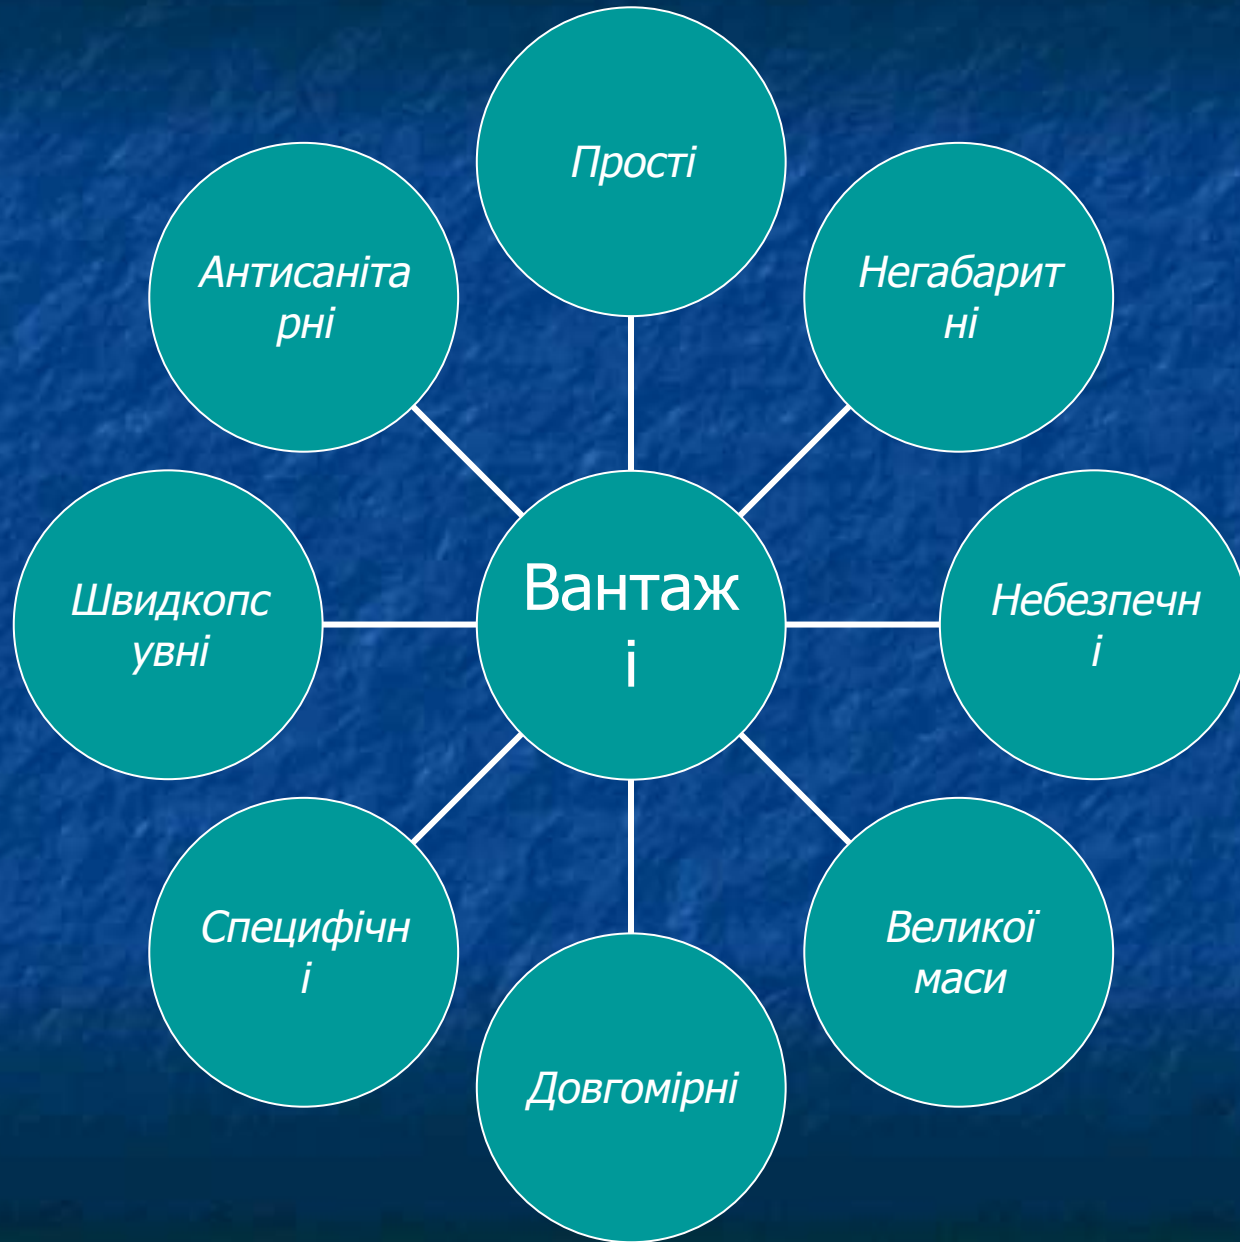 Прості
Негабарит
ні
Небезпечн
і
Великої
маси
Довгомірні
Специфічн
і
Швидкопс
увні
Антисаніта
рні
Вантаж
і